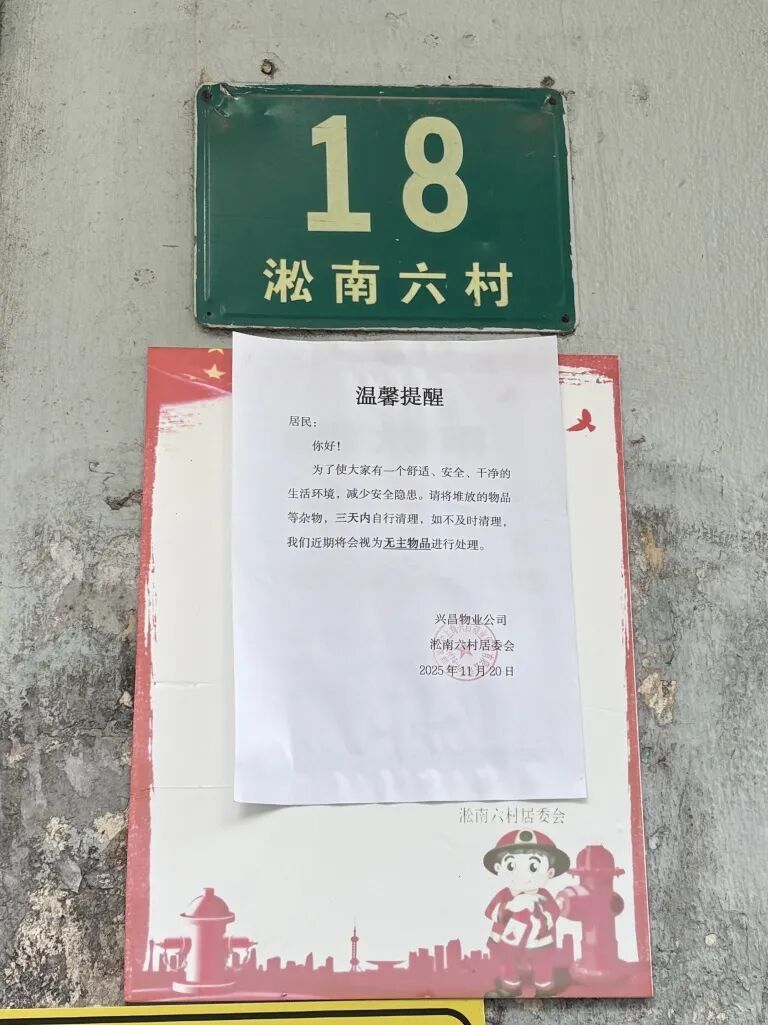 18
淞南六村
温馨提醒
居民：
你好！
为了使大家有一个舒适、安全、干净的
生活环境，减少安全隐患。请将堆放的物品
等杂物，三天内自行清理，如不及时清理，
我们近期将会视为无主物品进行处理。
兴昌物业公司
淞南六村居委会
2025年11月20日
淞南六村居委会